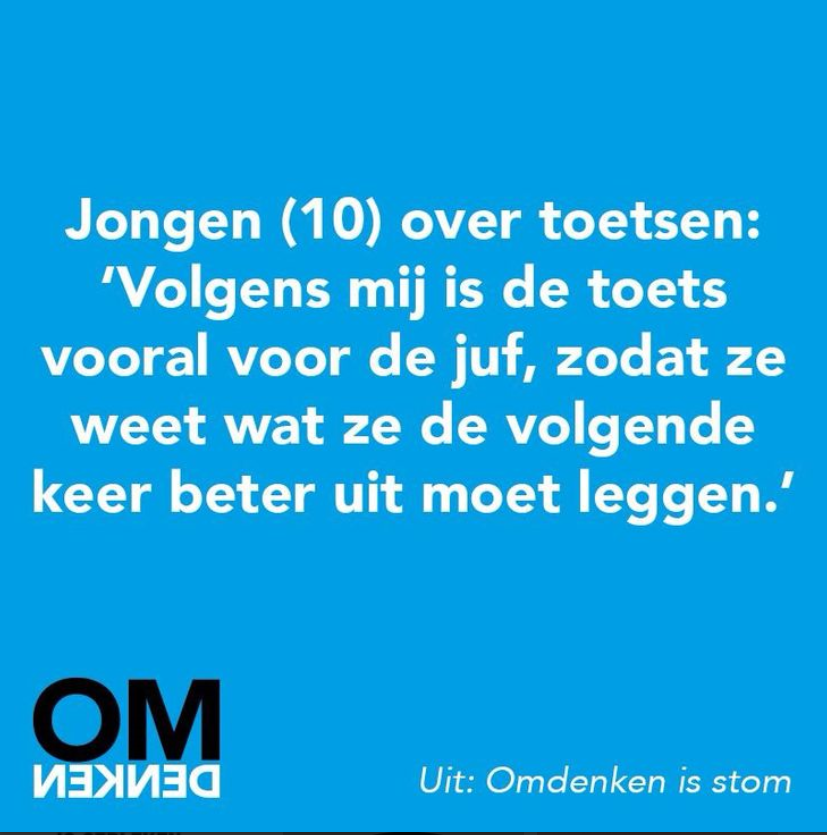 Jongen (10) over toetsen:
‘Volgens mij is de toets
vooral voor de juf, zodat ze
weet wat ze de volgende
keer beter uit moet leggen.’
OM
DENKEN
Uit: Omdenken is stom